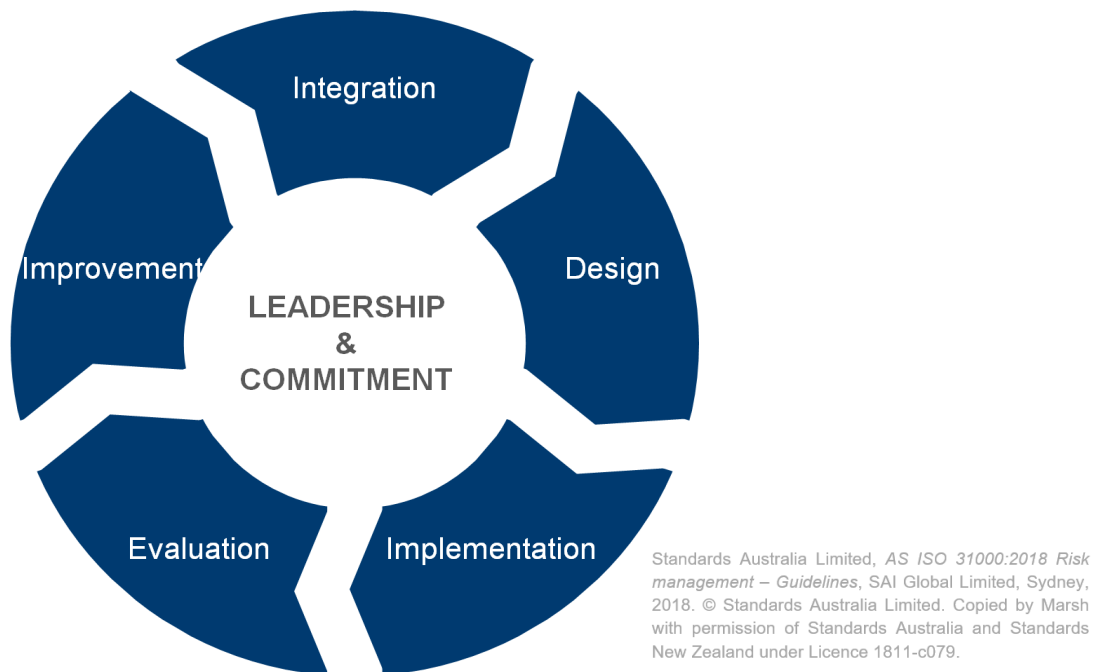 Integration
Improvement
Design
LEADERSHIP
&
COMMITMENT
Evaluation
Implementation
Standards Australia Limited, AS ISO 31000:2018 Risk
management – Guidelines, SAI Global Limited, Sydney,
2018. © Standards Australia Limited. Copied by Marsh
with permission of Standards Australia and Standards
New Zealand under Licence 1811-c079.